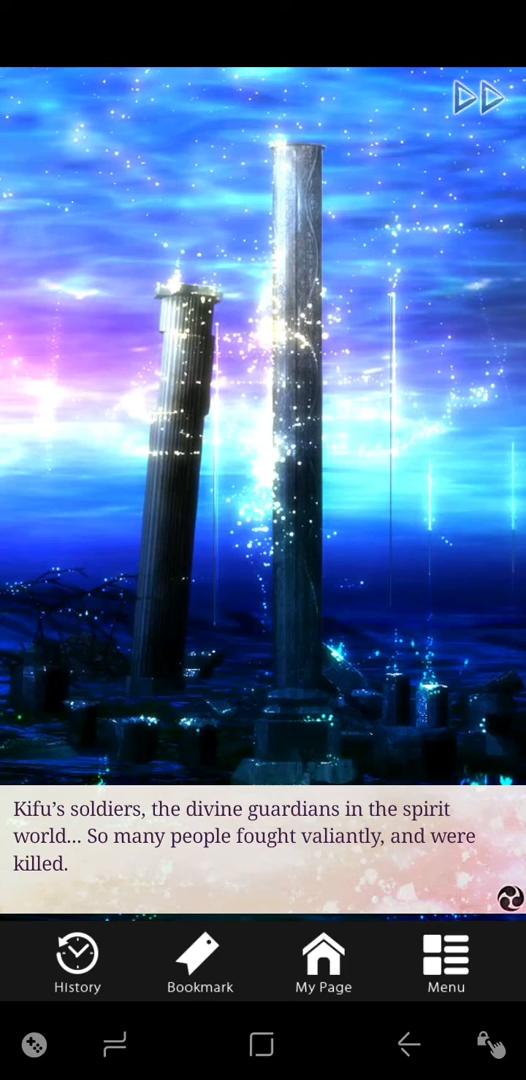 Kifu’s soldiers, the divine guardians in the spirit
world... So many people fought valiantly, and were
killed.
History
Bookmark
My Page
Menu